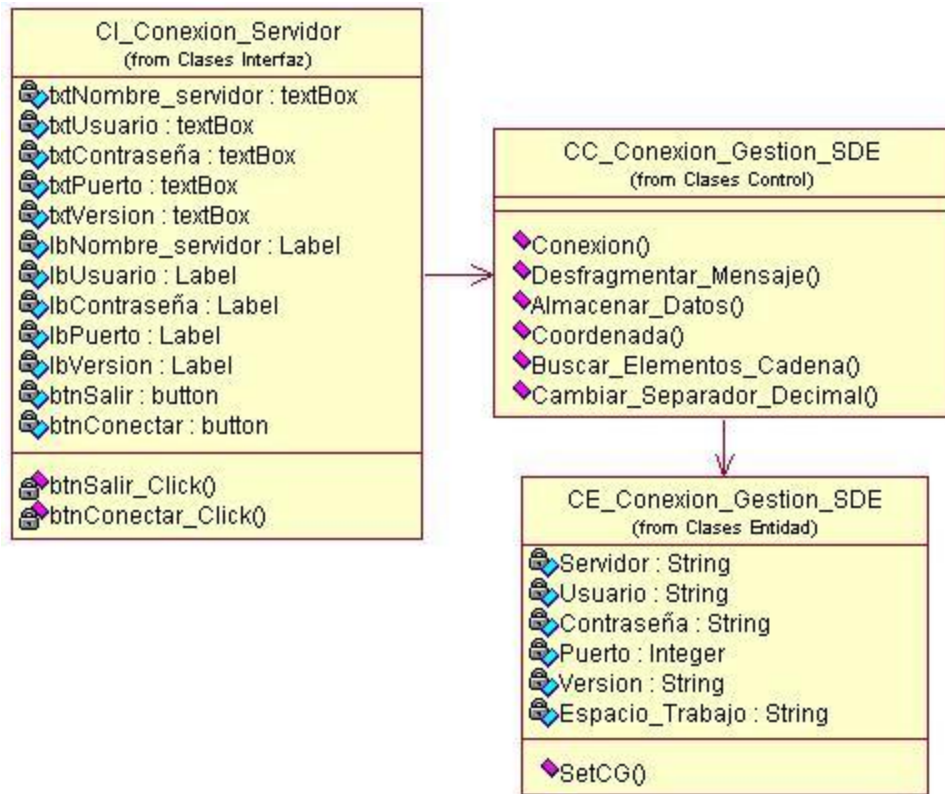 CI_Conexion_Servidor
(from Clases Interfaz)
txtNombre_servidor : textBox
txtUsuario : textBox
txtContraseña : textBox
txtPuerto : textBox
txtVersion : textBox
lbNombre_servidor : Label
lbUsuario : Label
lbContraseña : Label
lbPuerto : Label
lbVersion : Label
btnSalir : button
btnConectar : button
btnSalir_Click()
btnConectar_Click()
CC_Conexion_Gestion_SDE
(from Clases Control)
Conexion()
Desfragmentar_Mensaje()
Almacenar_Datos()
Coordenada()
Buscar_Elementos_Cadena()
Cambiar_Separador_Decimal()
CE_Conexion_Gestion_SDE
(from Clases Entidad)
Servidor : String
Usuario : String
Contraseña : String
Puerto : Integer
Version : String
Espacio_Trabajo : String
SetCG()